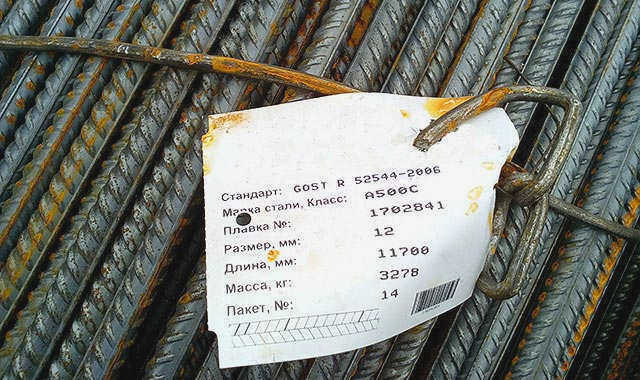 Стандарт: GOST R 52544-2006
Марка стали, Класс: А500С
Плавка №: 1702841
Размер, мм: 12
Длина, мм: 11700
Масса, кг: 3278
Пакет, №: 14